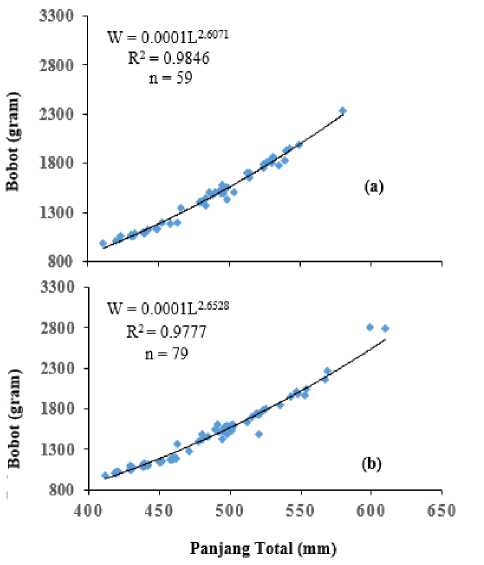 3300
2800
2300
1800
1300
800
Bobot (gram)
W = 0.0001L2.6071
R2 = 0.9846
n = 59
(a)
3300
2800
2300
1800
1300
800
Bobot (gram)
W = 0.0001L2.6528
R2 = 0.9777
n = 79
(b)
400 450 500 550 600 650
Panjang Total (mm)